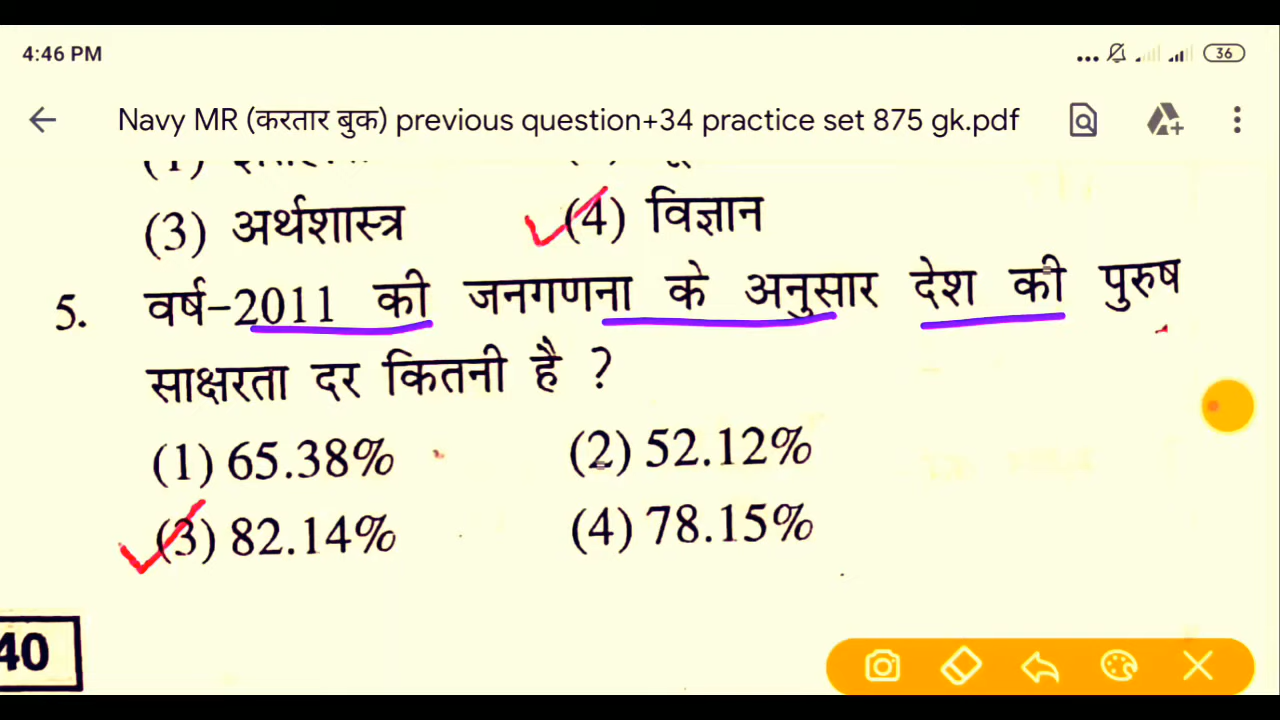 4:46 PM
36
Navy MR (करतार बुक) previous question+34 practice set 875 gk.pdf
(3) अर्थशास्त्र (4) विज्ञान
5. वर्ष-2011 की जनगणना के अनुसार देश की पुरुष
साक्षरता दर कितनी है ?
(1) 65.38% (2) 52.12%
(3) 82.14% (4) 78.15%
40